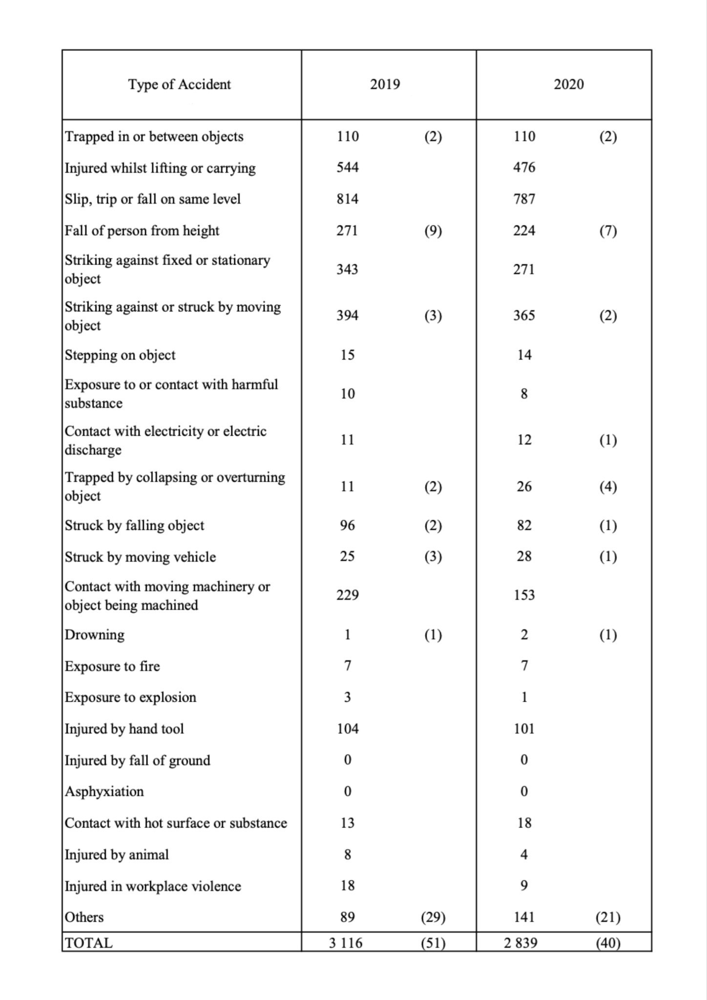 Type of Accident 2019 2020
Trapped in or between objects 110 (2) 110 (2)
Injured whilst lifting or carrying 544 476
Slip, trip or fall on same level 814 787
Fall of person from height 271 (9) 224 (7)
Striking against fixed or stationary
object 343 271
Striking against or struck by moving
object 394 (3) 365 (2)
Stepping on object 15 14
Exposure to or contact with harmful
substance 10 8
Contact with electricity or electric
discharge 11 12 (1)
Trapped by collapsing or overturning
object 11 (2) 26 (4)
Struck by falling object 96 (2) 82 (1)
Struck by moving vehicle 25 (3) 28 (1)
Contact with moving machinery or
object being machined 229 153
Drowning 1 (1) 2 (1)
Exposure to fire 7 7
Exposure to explosion 3 1
Injured by hand tool 104 101
Injured by fall of ground 0 0
Asphyxiation 0 0
Contact with hot surface or substance 13 18
Injured by animal 8 4
Injured in workplace violence 18 9
Others 89 (29) 141 (21)
TOTAL 3 116 (51) 2 839 (40)